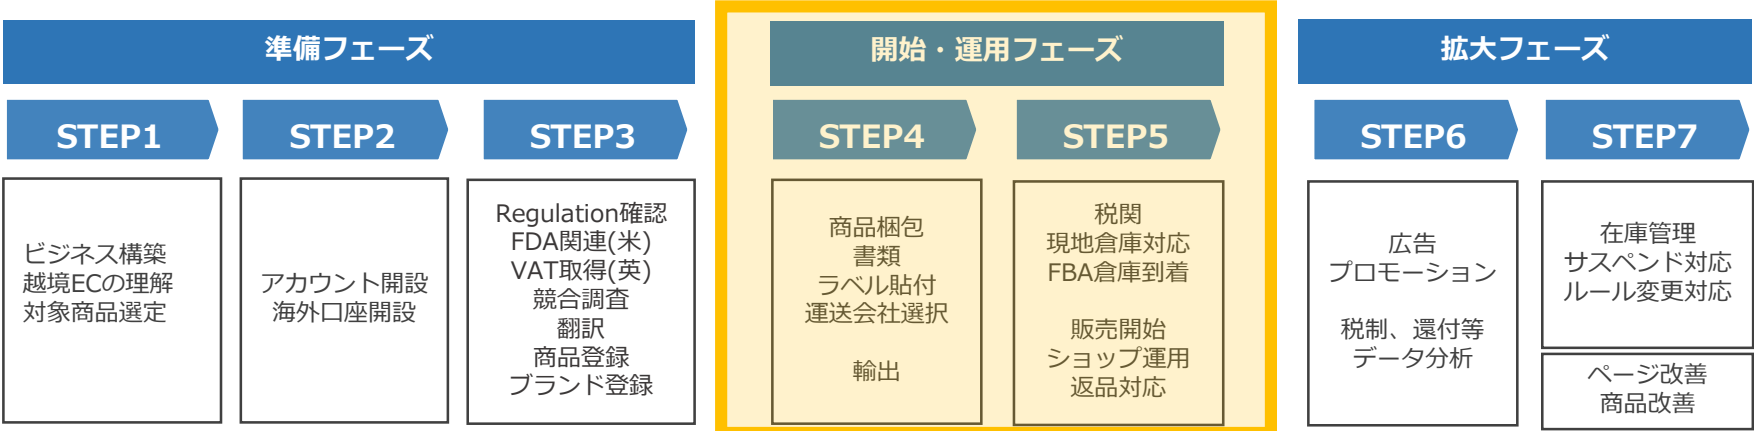 準備フェーズ
STEP1
ビジネス構築
越境ECの理解
対象商品選定
STEP2
アカウント開設
海外口座開設
STEP3
Regulation確認
FDA関連(米)
VAT取得(英)
競合調査
翻訳
商品登録
ブランド登録
開始・運用フェーズ
STEP4
商品梱包
書類
ラベル貼付
運送会社選択
輸出
STEP5
税関
現地倉庫対応
FBA倉庫到着
販売開始
ショップ運用
返品対応
拡大フェーズ
STEP6
広告
プロモーション
税制、還付等
データ分析
STEP7
在庫管理
サスペンド対応
ルール変更対応
ページ改善
商品改善